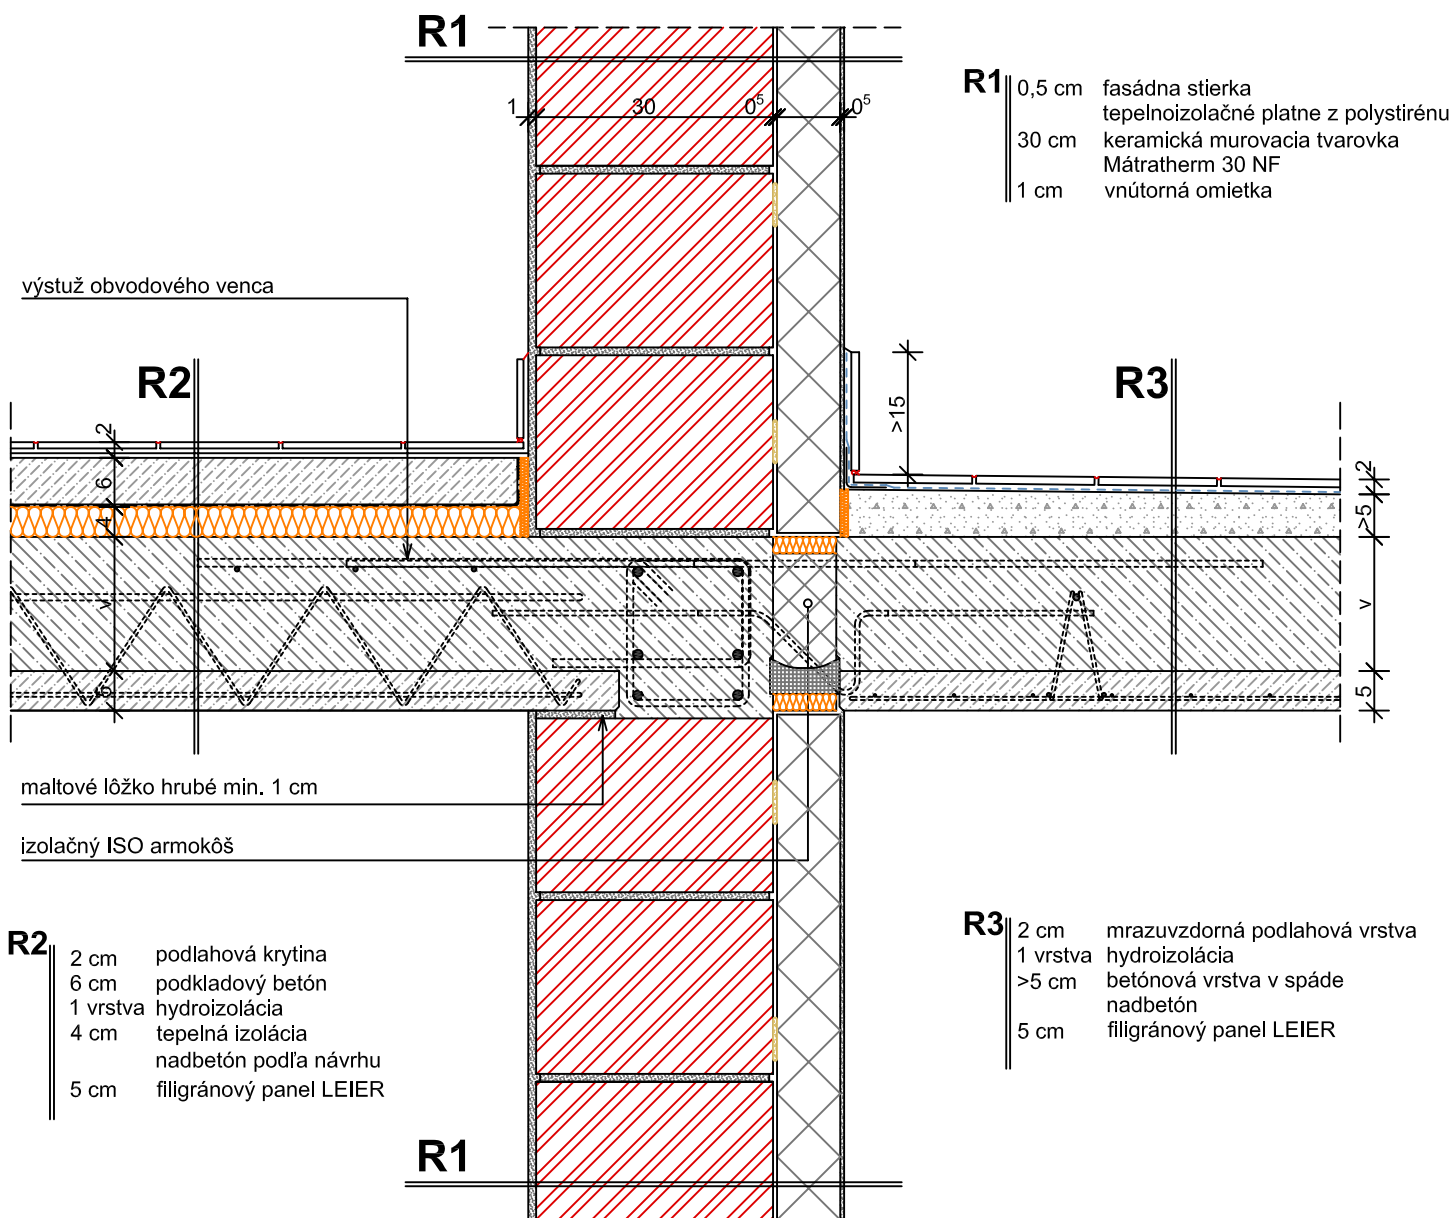 R1
1 30 0⁵ 0⁵
R1
0,5 cm fasádna stierka
tepelnoizolačné platne z polystirénu
30 cm keramická murovacia tvarovka
Mátratherm 30 NF
1 cm vnútorná omietka
výstuž obvodového venca
R2
R3
2
6
4
v
5
>15
2
>5
v
5
maltové lôžko hrubé min. 1 cm
izolačný ISO armokôš
R2
2 cm podlahová krytina
6 cm podkladový betón
1 vrstva hydroizolácia
4 cm tepelná izolácia
nadbetón podľa návrhu
5 cm filigránový panel LEIER
R3
2 cm mrazuvzdorná podlahová vrstva
1 vrstva hydroizolácia
>5 cm betónová vrstva v spáde
nadbetón
5 cm filigránový panel LEIER
R1